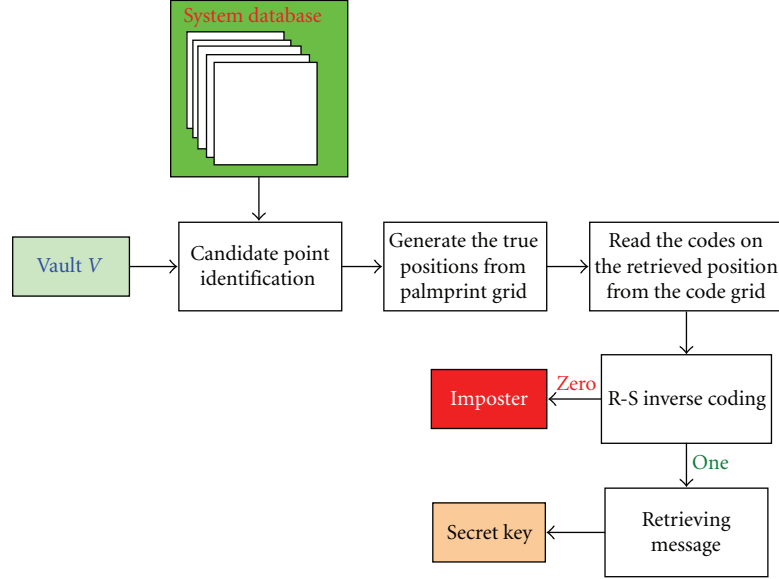 System database
Vault V
Candidate point
identification
Generate the true
positions from
palmprint grid
Read the codes on
the retrieved position
from the code grid
Imposter
Zero
R-S inverse coding
One
Secret key
Retrieving
message